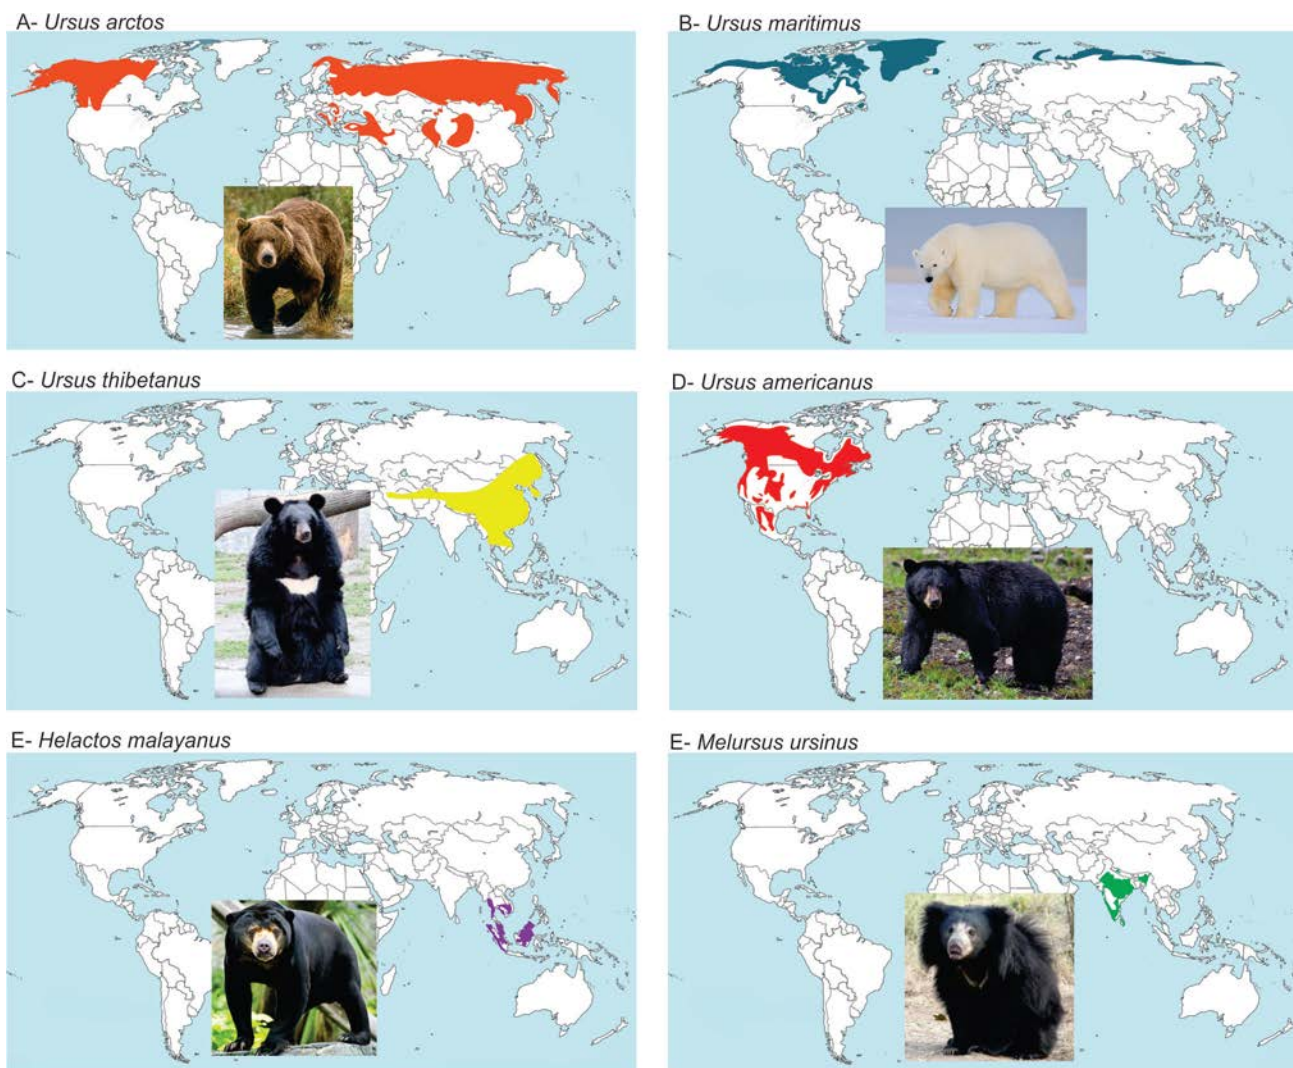 A- Ursus arctos
B- Ursus maritimus
C- Ursus thibetanus
D- Ursus americanus
E- Helactos malayanus
E- Melursus ursinus